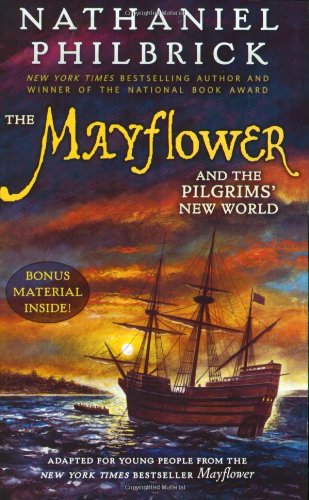 NATHANIEL
PHILBRICK
NEW YORK TIMES BESTSELLING AUTHOR AND
WINNER OF THE NATIONAL BOOK AWARD
THE
MAYFLOWER
AND THE
PILGRIMS'
NEW WORLD
BONUS
MATERIAL
INSIDE!
ADAPTED FOR YOUNG PEOPLE FROM THE
NEW YORK TIMES BESTSELLER Mayflower